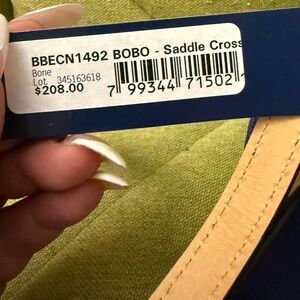 BBECN1492 BOBO - Saddle Cross
Bone
Lot 345163618
$208.00
7 99344 71502